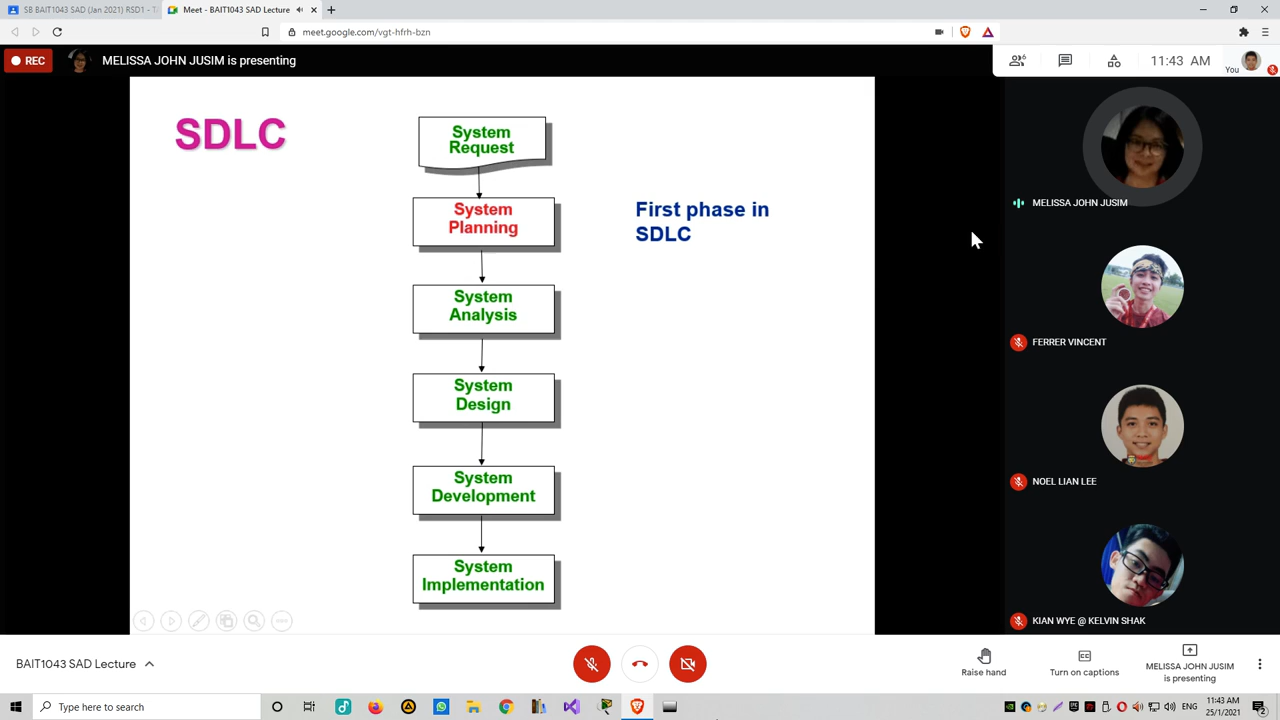 SB BAIT1043 SAD (Jan 2021) RSD1 - T
Meet - BAIT1043 SAD Lecture
meet.google.com/vgt-hfrh-bzn
REC
MELISSA JOHN JUSIM is presenting
6
11:43 AM
You
SDLC
System
Request
System
Planning
First phase in
SDLC
System
Analysis
System
Design
System
Development
System
Implementation
MELISSA JOHN JUSIM
FERRER VINCENT
NOEL LIAN LEE
KIAN WYE @ KELVIN SHAK
BAIT1043 SAD Lecture
Raise hand
Turn on captions
MELISSA JOHN JUSIM
is presenting
Type here to search
ENG
11:43 AM
25/1/2021
2